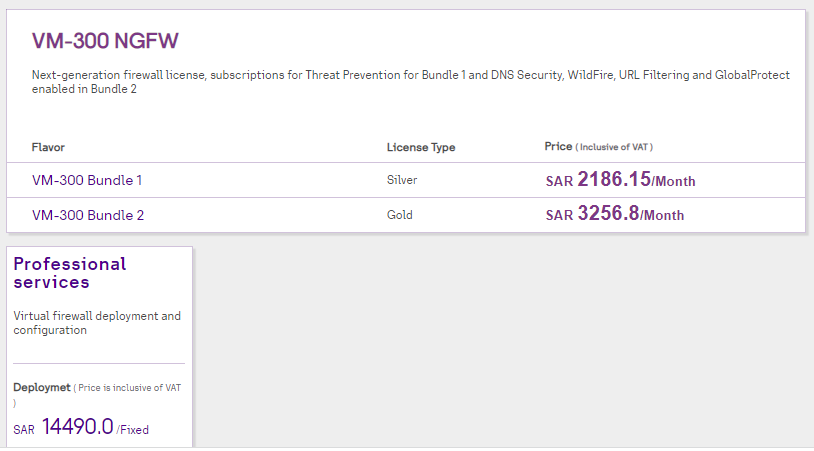 VM-300 NGFW
Next-generation firewall license, subscriptions for Threat Prevention for Bundle 1 and DNS Security, WildFire, URL Filtering and GlobalProtect
enabled in Bundle 2
Flavor License Type Price ( Inclusive of VAT )
VM-300 Bundle 1 Silver SAR 2186.15/Month
VM-300 Bundle 2 Gold SAR 3256.8/Month
Professional
services
Virtual firewall deployment and
configuration
Deploymet ( Price is inclusive of VAT
)
SAR 14490.0 /Fixed